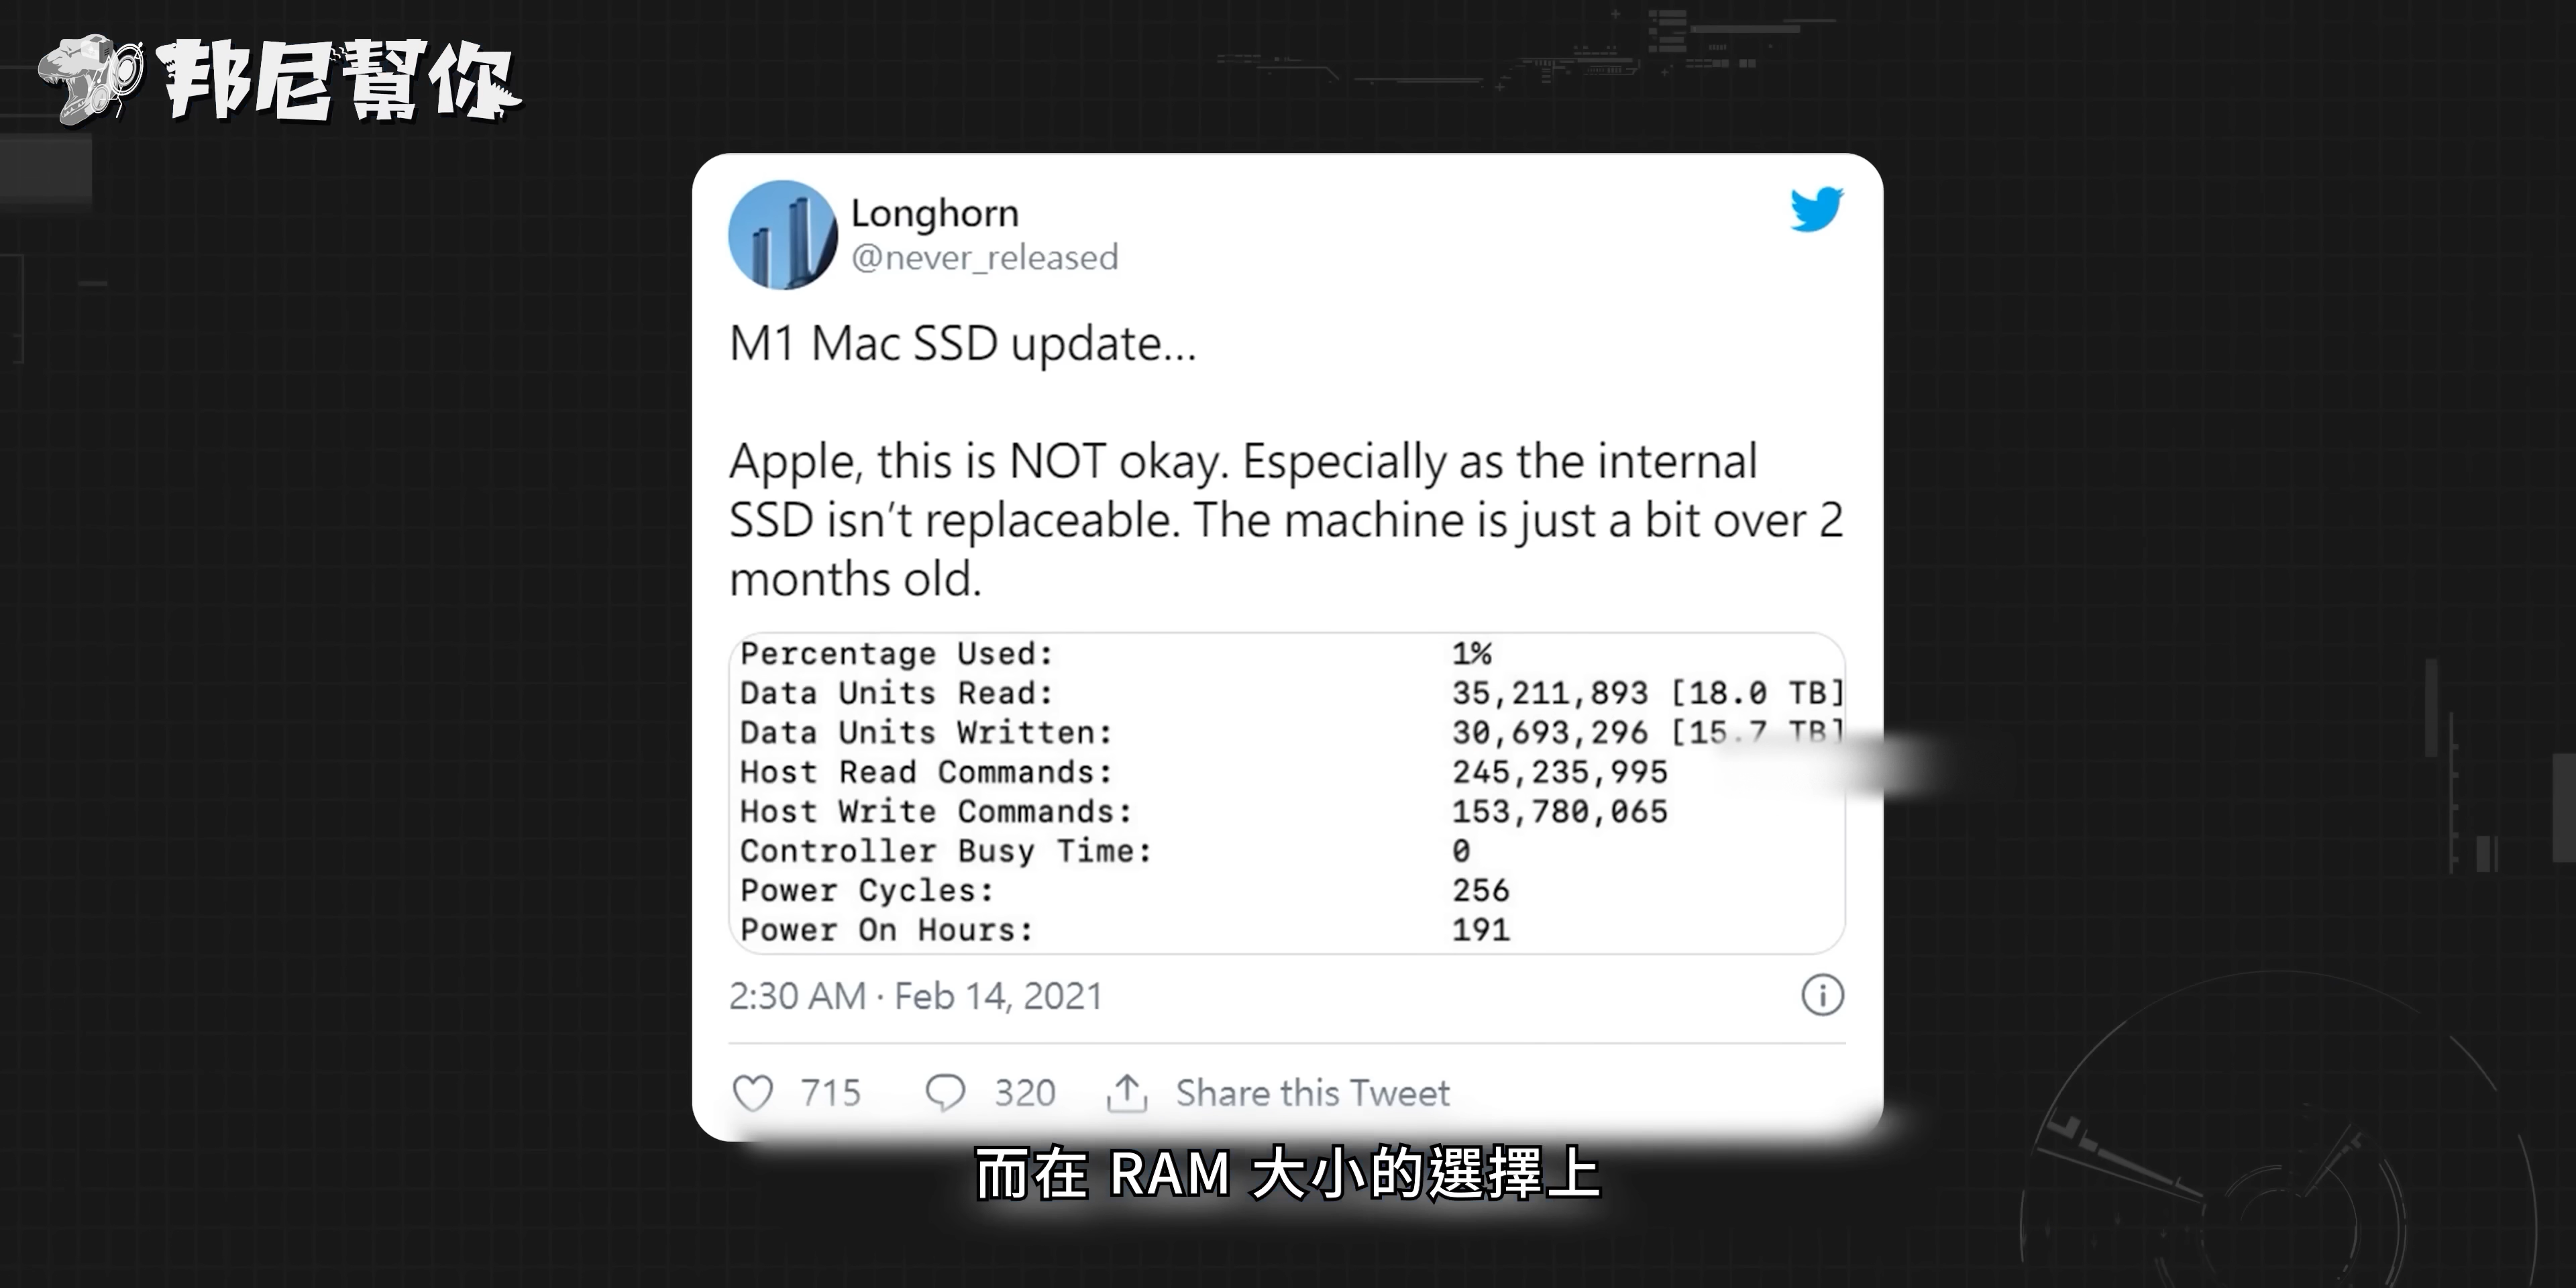 邦尼幫你
Longhorn
@never_released
M1 Mac SSD update...
Apple, this is NOT okay. Especially as the internal
SSD isn't replaceable. The machine is just a bit over 2
months old.
Percentage Used: 1%
Data Units Read: 35,211,893 [18.0 TB]
Data Units Written: 30,693,296 [15.7 TB]
Host Read Commands: 245,235,995
Host Write Commands: 153,780,065
Controller Busy Time: 0
Power Cycles: 256
Power On Hours: 191
2:30 AM · Feb 14, 2021
715 320 Share this Tweet
而在 RAM 大小的選擇上